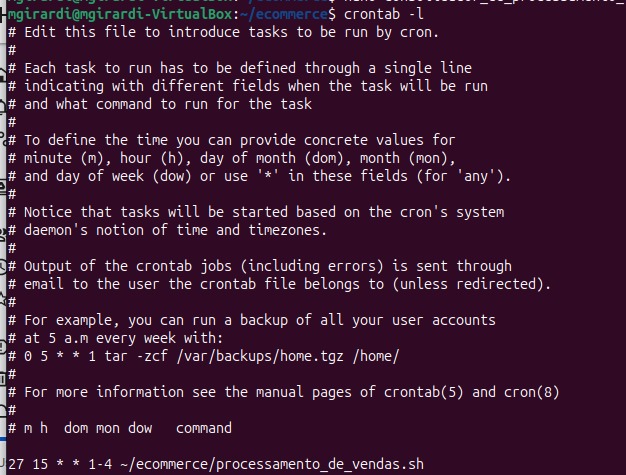 mgirardi@mgirardi-VirtualBox:~/ecommerce$ crontab -l
# Edit this file to introduce tasks to be run by cron.
#
# Each task to run has to be defined through a single line
# indicating with different fields when the task will be run
# and what command to run for the task
#
# To define the time you can provide concrete values for
# minute (m), hour (h), day of month (dom), month (mon),
# and day of week (dow) or use '*' in these fields (for 'any').
#
# Notice that tasks will be started based on the cron's system
# daemon's notion of time and timezones.
#
# Output of the crontab jobs (including errors) is sent through
# email to the user the crontab file belongs to (unless redirected).
#
# For example, you can run a backup of all your user accounts
# at 5 a.m every week with:
# 0 5 * * 1 tar -zcf /var/backups/home.tgz /home/
#
# For more information see the manual pages of crontab(5) and cron(8)
#
# m h  dom mon dow   command
27 15 * * 1-4 ~/ecommerce/processamento_de_vendas.sh